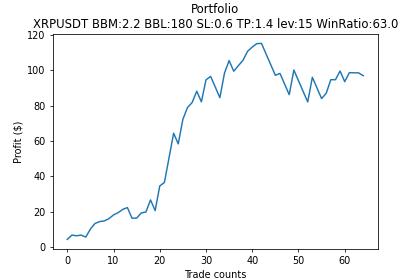 Portfolio
XRPUSDT BBM:2.2 BBL:180 SL:0.6 TP:1.4 lev:15 WinRatio:63.0
120
100
80
60
40
20
0
Profit ($)
0 10 20 30 40 50 60
Trade counts